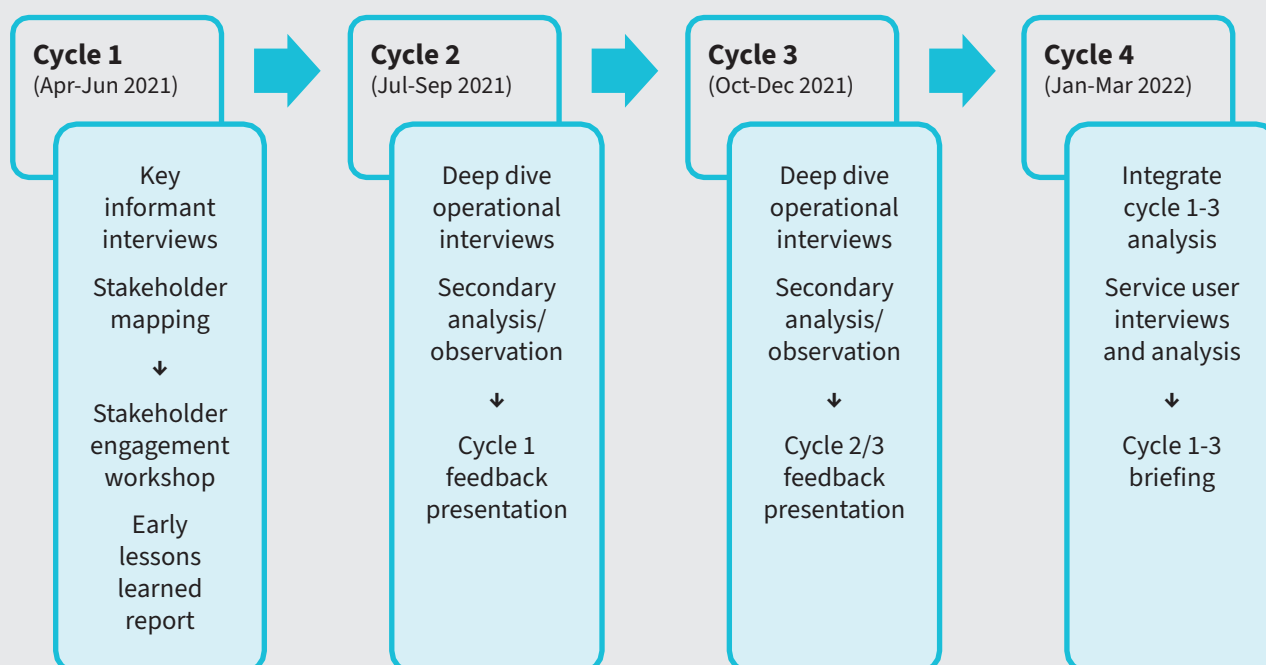 Cycle 1
(Apr-Jun 2021)
Key
informant
interviews
Stakeholder
mapping
↓
Stakeholder
engagement
workshop
Early
lessons
learned
report
Cycle 2
(Jul-Sep 2021)
Deep dive
operational
interviews
Secondary
analysis/
observation
↓
Cycle 1
feedback
presentation
Cycle 3
(Oct-Dec 2021)
Deep dive
operational
interviews
Secondary
analysis/
observation
↓
Cycle 2/3
feedback
presentation
Cycle 4
(Jan-Mar 2022)
Integrate
cycle 1-3
analysis
Service user
interviews
and analysis
↓
Cycle 1-3
briefing